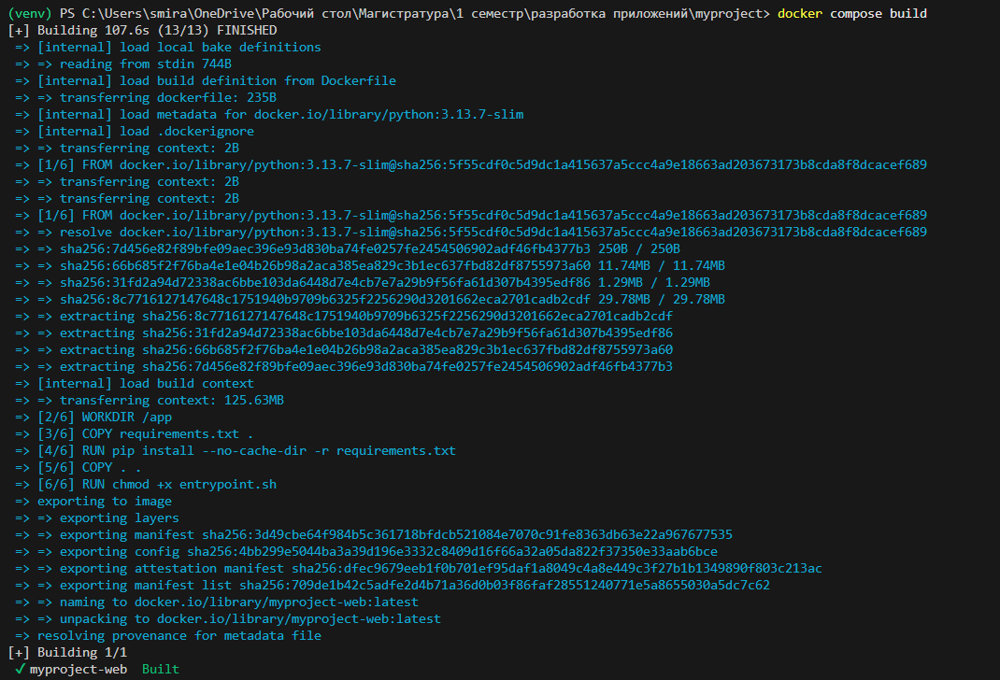 (venv) PS C:\Users\smira\OneDrive\Рабочий стол\Магистратура\1 семестр\разработка приложений\myproject> docker compose build
[+] Building 107.6s (13/13) FINISHED
=> [internal] load local bake definitions
=> => reading from stdin 744B
=> [internal] load build definition from Dockerfile
=> => transferring dockerfile: 235B
=> [internal] load metadata for docker.io/library/python:3.13.7-slim
=> [internal] load .dockerignore
=> => transferring context: 2B
=> [1/6] FROM docker.io/library/python:3.13.7-slim@sha256:5f55cdf0c5d9dc1a415637a5ccc4a9e18663ad203673173b8cda8f8dcacef689
=> => transferring context: 2B
=> => transferring context: 2B
=> [1/6] FROM docker.io/library/python:3.13.7-slim@sha256:5f55cdf0c5d9dc1a415637a5ccc4a9e18663ad203673173b8cda8f8dcacef689
=> => resolve docker.io/library/python:3.13.7-slim@sha256:5f55cdf0c5d9dc1a415637a5ccc4a9e18663ad203673173b8cda8f8dcacef689
=> => sha256:7d456e82f89bfe09aec396e93d830ba74fe0257fe2454506902adf46fb4377b3 250B / 250B
=> => sha256:66b685f2f76ba4e1e04b26b98a2aca385ea829c3b1ec637fbd82df8755973a60 11.74MB / 11.74MB
=> => sha256:31fd2a94d72338ac6bbe103da6448d7e4cb7e7a29b9f56fa61d307b4395edf86 1.29MB / 1.29MB
=> => sha256:8c7716127147648c1751940b9709b6325f2256290d3201662eca2701cadb2cdf 29.78MB / 29.78MB
=> => extracting sha256:8c7716127147648c1751940b9709b6325f2256290d3201662eca2701cadb2cdf
=> => extracting sha256:31fd2a94d72338ac6bbe103da6448d7e4cb7e7a29b9f56fa61d307b4395edf86
=> => extracting sha256:66b685f2f76ba4e1e04b26b98a2aca385ea829c3b1ec637fbd82df8755973a60
=> => extracting sha256:7d456e82f89bfe09aec396e93d830ba74fe0257fe2454506902adf46fb4377b3
=> [internal] load build context
=> => transferring context: 125.63MB
=> [2/6] WORKDIR /app
=> [3/6] COPY requirements.txt .
=> [4/6] RUN pip install --no-cache-dir -r requirements.txt
=> [5/6] COPY . .
=> [6/6] RUN chmod +x entrypoint.sh
=> exporting to image
=> => exporting layers
=> => exporting manifest sha256:3d49cbe64f984b5c361718bfdcb521084e7070c91fe8363db63e22a967677535
=> => exporting config sha256:4bb299e5044ba3a39d196e3332c8409d16f66a32a05da822f37350e33aab6bce
=> => exporting attestation manifest sha256:dfec9679eeb1f0b701ef95daf1a8049c4a8e449c3f27b1b1349890f803c213ac
=> => exporting manifest list sha256:709de1b42c5adfe2d4b71a36d0b03f86faf28551240771e5a8655030a5dc7c62
=> => naming to docker.io/library/myproject-web:latest
=> => unpacking to docker.io/library/myproject-web:latest
=> resolving provenance for metadata file
[+] Building 1/1
✓ myproject-web Built